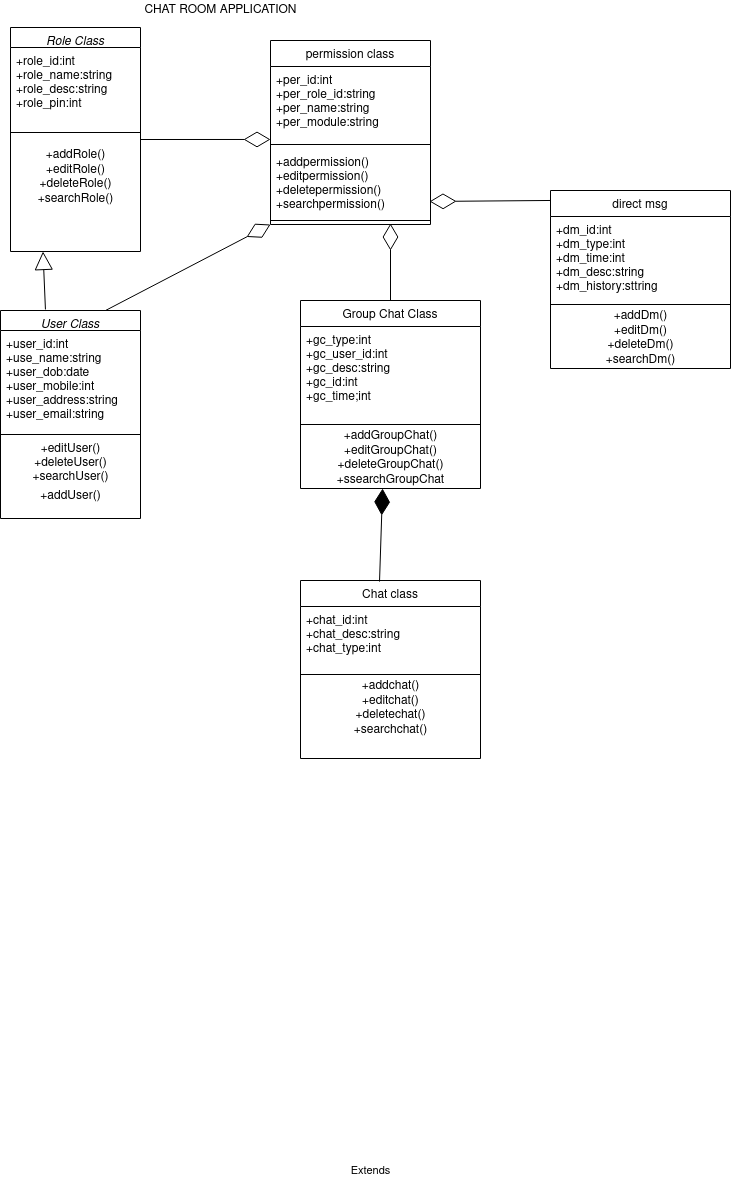 CHAT ROOM APPLICATION
Role Class
+role_id:int
+role_name:string
+role_desc:string
+role_pin:int
+addRole()
+editRole()
+deleteRole()
+searchRole()
permission class
+per_id:int
+per_role_id:string
+per_name:string
+per_module:string
+addpermission()
+editpermission()
+deletepermission()
+searchpermission()
direct msg
+dm_id:int
+dm_type:int
+dm_time:int
+dm_desc:string
+dm_history:sttring
+addDm()
+editDm()
+deleteDm()
+searchDm()
User Class
+user_id:int
+use_name:string
+user_dob:date
+user_mobile:int
+user_address:string
+user_email:string
+editUser()
+deleteUser()
+searchUser()
+addUser()
Group Chat Class
+gc_type:int
+gc_user_id:int
+gc_desc:string
+gc_id:int
+gc_time;int
+addGroupChat()
+editGroupChat()
+deleteGroupChat()
+ssearchGroupChat
Chat class
+chat_id:int
+chat_desc:string
+chat_type:int
+addchat()
+editchat()
+deletechat()
+searchchat()
Extends